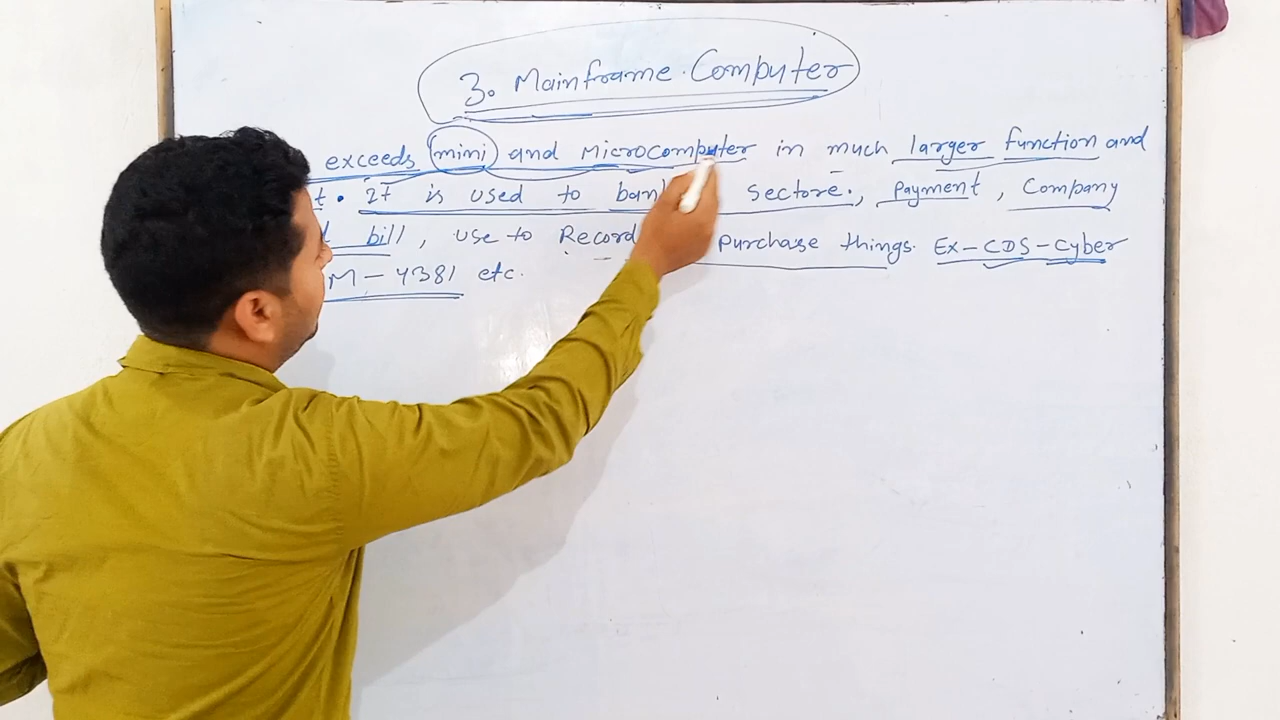 3. Mainframe Computer
exceeds mini and Microcomputer in much larger function and
t. It is used to bank sectore., payment, Company
bill, use to Record purchase things. Ex-CDS-Cyber
M-4381 etc.